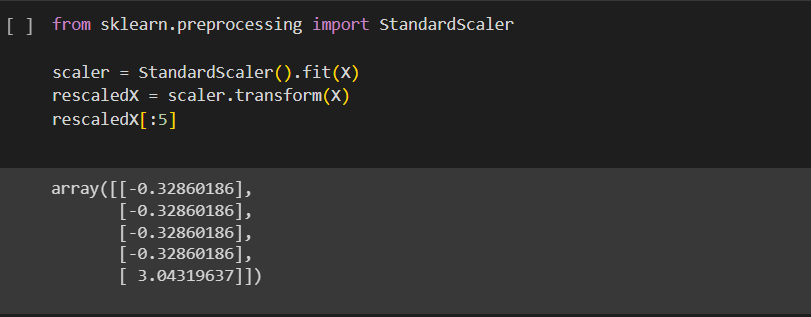 [ ] from sklearn.preprocessing import StandardScaler
scaler = StandardScaler().fit(X)
rescaledX = scaler.transform(X)
rescaledX[:5]
array([[-0.32860186],
[-0.32860186],
[-0.32860186],
[-0.32860186],
[ 3.04319637]])